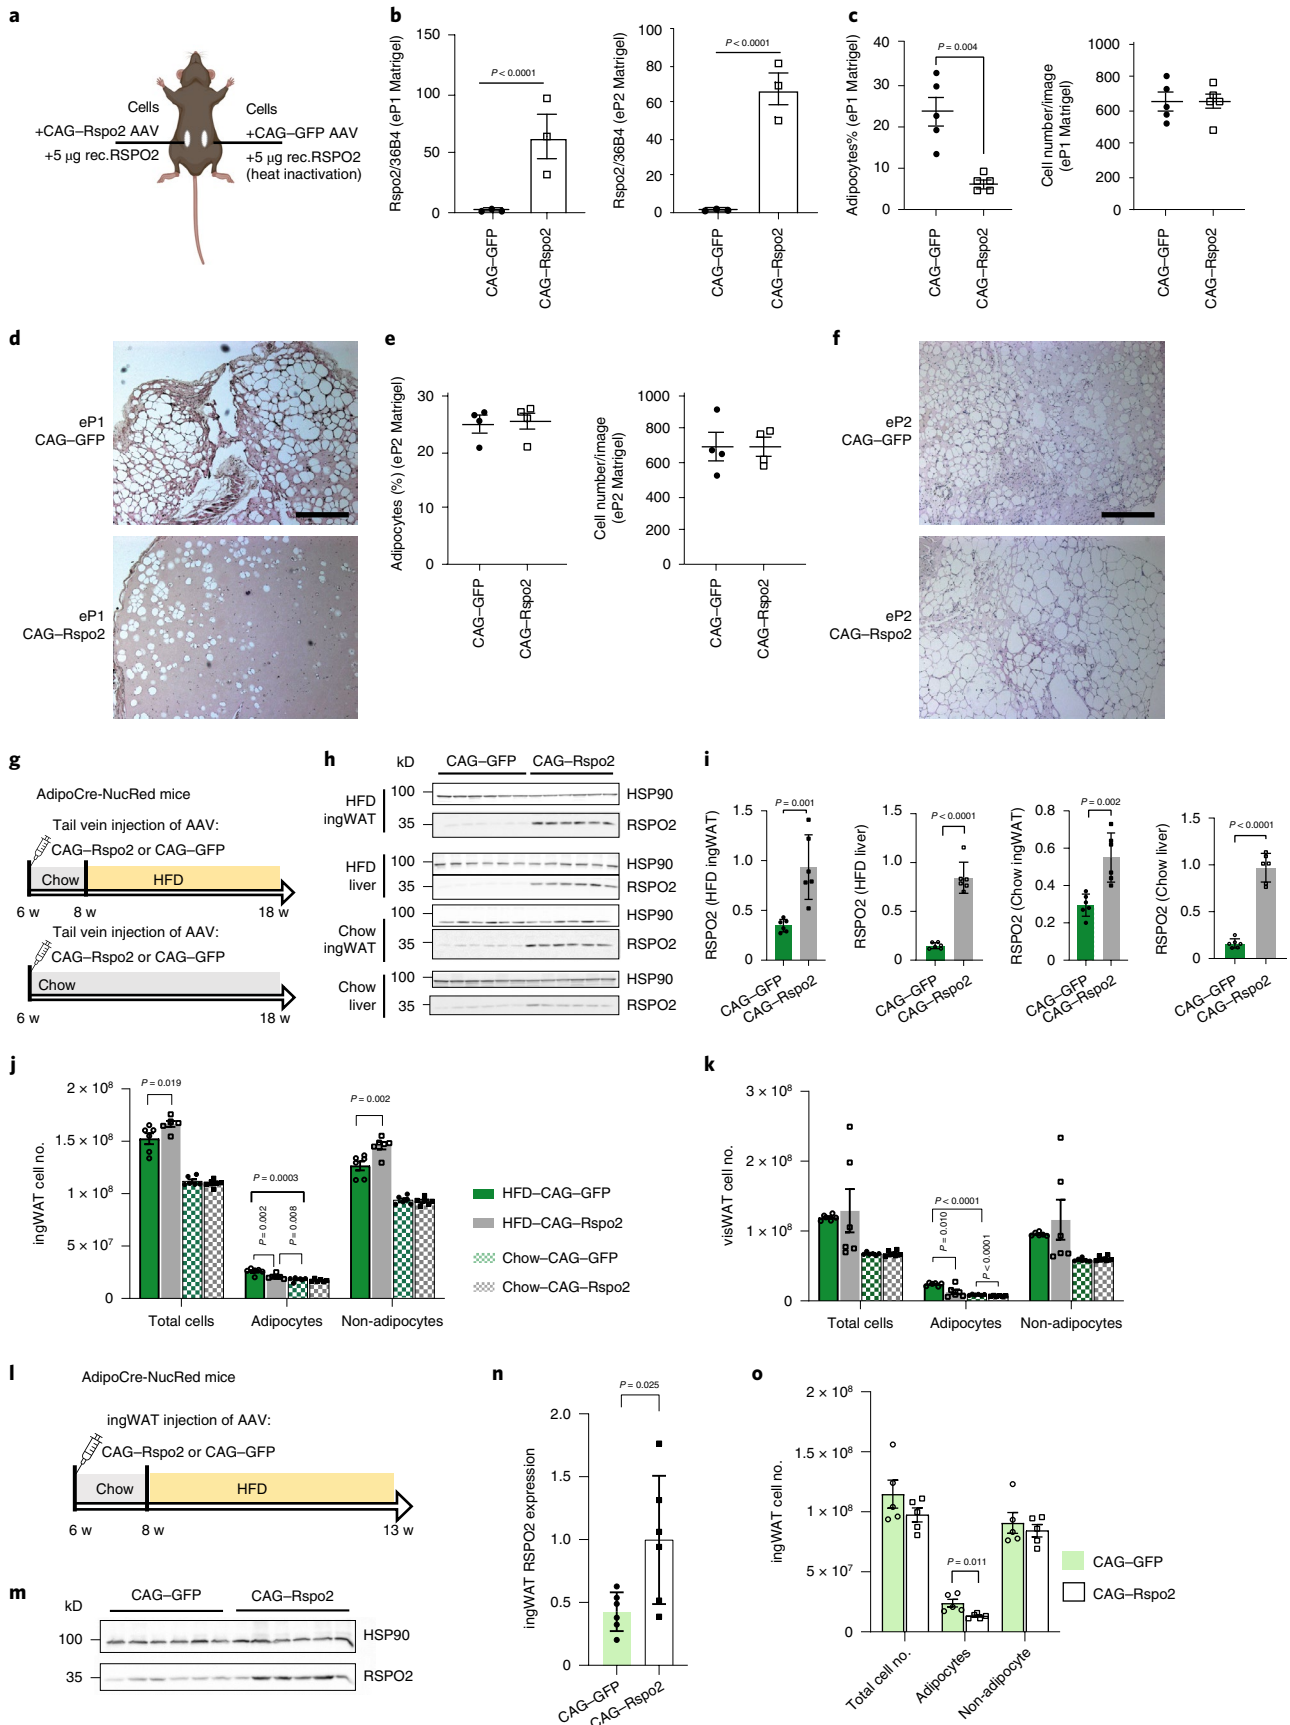 a
Cells
+CAG–Rspo2 AAV
+5 µg rec.RSPO2
Cells
+CAG–GFP AAV
+5 µg rec.RSPO2
(heat inactivation)
b
Rspo2/36B4 (eP1 Matrigel)
150
100
50
0
P < 0.0001
CAG–GFP
CAG–Rspo2
Rspo2/36B4 (eP2 Matrigel)
100
80
60
40
20
0
P < 0.0001
CAG–GFP
CAG–Rspo2
c
Adipocytes% (eP1 Matrigel)
40
30
20
10
0
P = 0.004
CAG–GFP
CAG–Rspo2
Cell number/image
(eP1 Matrigel)
1000
800
600
400
200
0
CAG–GFP
CAG–Rspo2
d
eP1
CAG–GFP
eP1
CAG–Rspo2
e
Adipocytes (%) (eP2 Matrigel)
30
20
10
0
CAG–GFP
CAG–Rspo2
Cell number/image
(eP2 Matrigel)
1000
800
600
400
200
0
CAG–GFP
CAG–Rspo2
f
eP2
CAG–GFP
eP2
CAG–Rspo2
g
AdipoCre-NucRed mice
Tail vein injection of AAV:
CAG–Rspo2 or CAG–GFP
Chow
HFD
6 w
8 w
18 w
Tail vein injection of AAV:
CAG–Rspo2 or CAG–GFP
Chow
6 w
18 w
h
kD
CAG–GFP
CAG–Rspo2
HFD
ingWAT
100
HSP90
35
RSPO2
HFD
liver
100
HSP90
35
RSPO2
Chow
ingWAT
100
HSP90
35
RSPO2
Chow
liver
100
HSP90
35
RSPO2
i
RSPO2 (HFD ingWAT)
1.5
1.0
0.5
0
P = 0.001
CAG–GFP
CAG–Rspo2
RSPO2 (HFD liver)
1.5
1.0
0.5
0
P < 0.0001
CAG–GFP
CAG–Rspo2
RSPO2 (Chow ingWAT)
0.8
0.6
0.4
0.2
0
P = 0.002
CAG–GFP
CAG–Rspo2
RSPO2 (Chow liver)
1.5
1.0
0.5
0
P < 0.0001
CAG–GFP
CAG–Rspo2
j
ingWAT cell no.
2 × 10⁸
1.5 × 10⁸
1 × 10⁸
5 × 10⁷
0
P = 0.019
P = 0.0003
P = 0.002
P = 0.008
P = 0.002
Total cells
Adipocytes
Non-adipocytes
HFD–CAG–GFP
HFD–CAG–Rspo2
Chow–CAG–GFP
Chow–CAG–Rspo2
k
visWAT cell no.
3 × 10⁸
2 × 10⁸
1 × 10⁸
0
P < 0.0001
P = 0.010
P < 0.0001
Total cells
Adipocytes
Non-adipocytes
l
AdipoCre-NucRed mice
ingWAT injection of AAV:
CAG–Rspo2 or CAG–GFP
Chow
HFD
6 w
8 w
13 w
m
kD
CAG–GFP
CAG–Rspo2
100
HSP90
35
RSPO2
n
ingWAT RSPO2 expression
2.0
1.5
1.0
0.5
0
P = 0.025
CAG–GFP
CAG–Rspo2
o
ingWAT cell no.
2 × 10⁸
1.5 × 10⁸
1 × 10⁸
5 × 10⁷
0
P = 0.011
Total cell no.
Adipocytes
Non-adipocyte
CAG–GFP
CAG–Rspo2